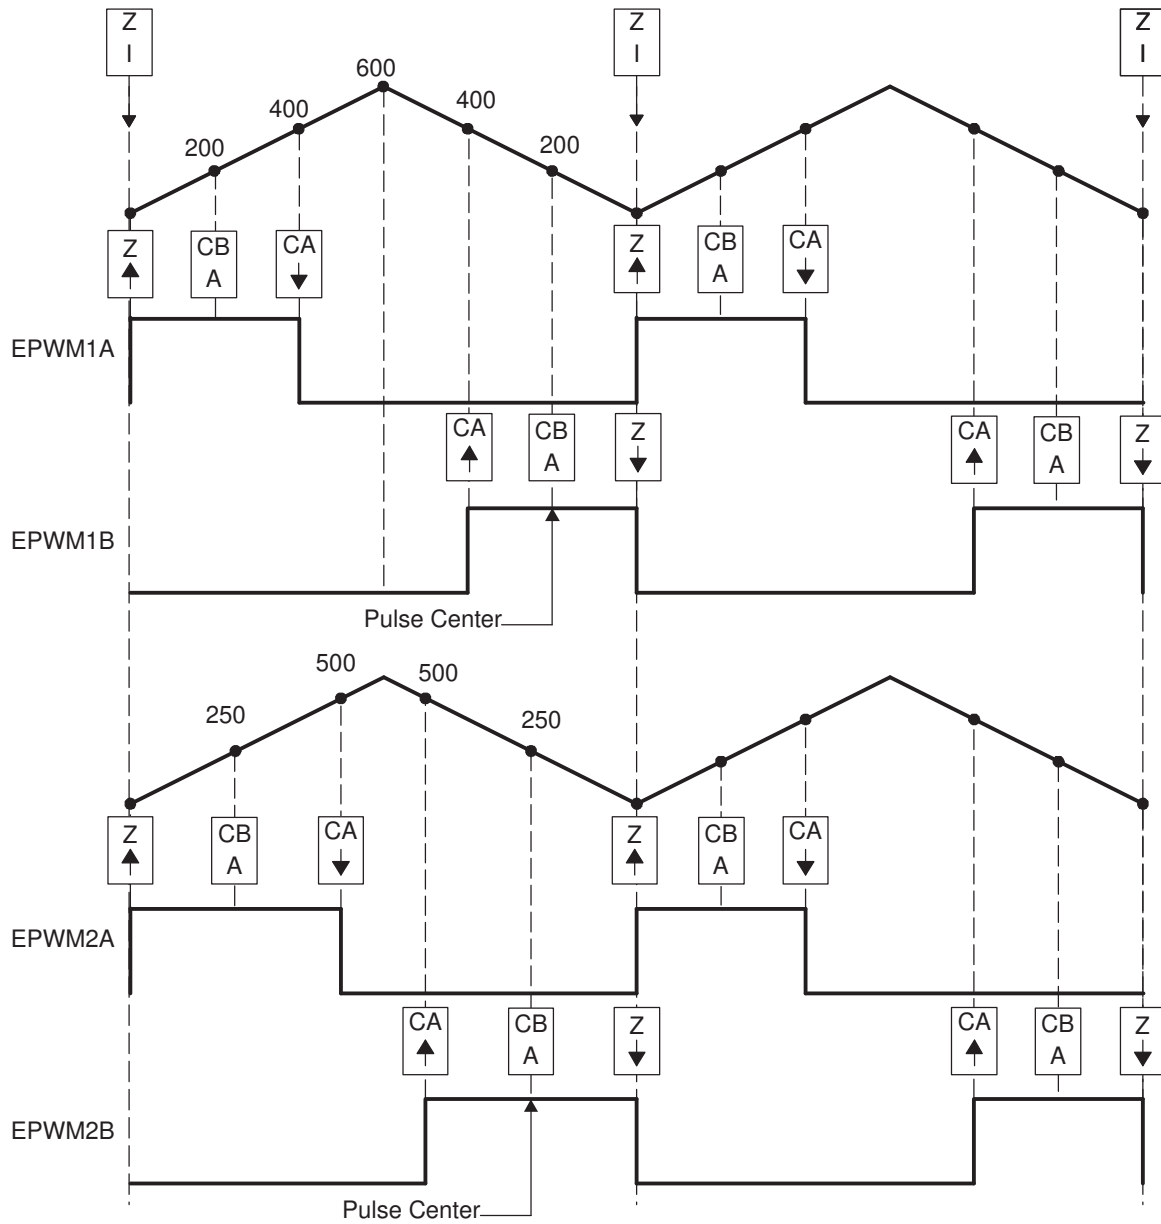 Z Z Z
I I I
600
400 400
200 200
Z CB CA Z CB CA
A A
EPWM1A
CA CB Z CA CB Z
A A
EPWM1B
Pulse Center
500 500
250 250
Z CB CA Z CB CA
A A
EPWM2A
CA CB Z CA CB Z
A A
EPWM2B
Pulse Center